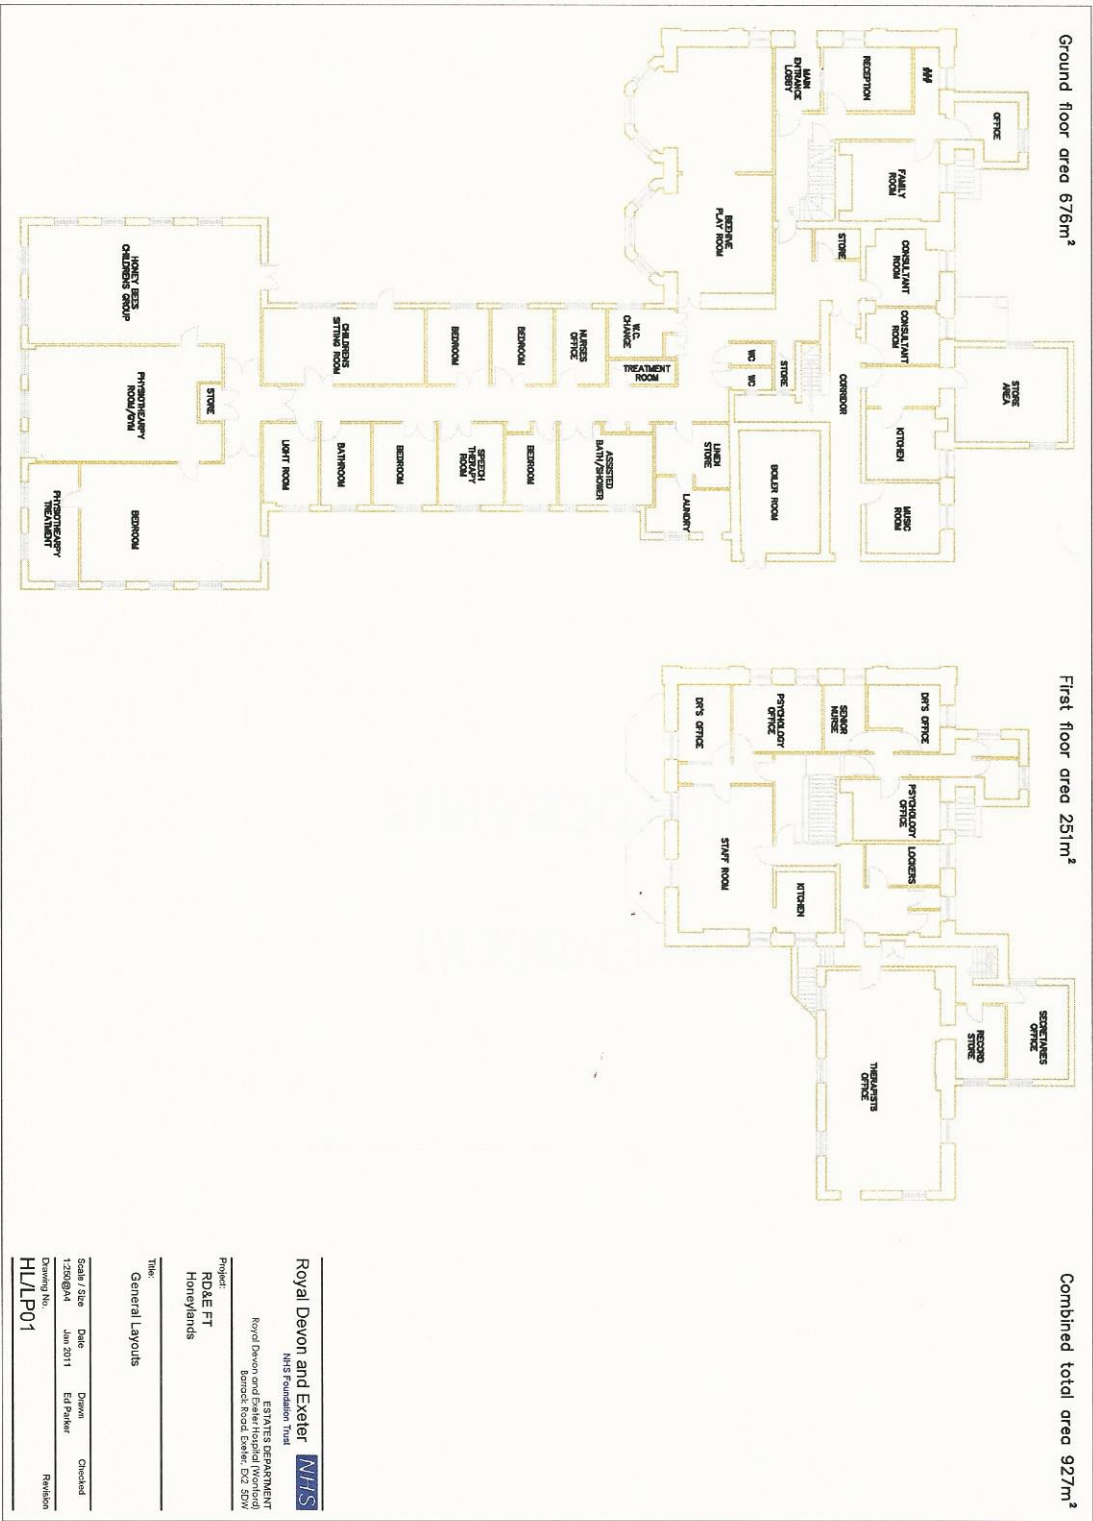 Ground floor area 676m²
First floor area 251m²
Combined total area 927m²
OFFICE
RECEPTION
MAIN
ENTRANCE
LOBBY
FAMILY
ROOM
BEEHIVE
PLAY ROOM
STORE
CONSULTANT
ROOM
CONSULTANT
ROOM
STORE
AREA
CORRIDOR
KITCHEN
MUSIC
ROOM
STORE
WC
WC
W.C.
CHANGE
TREATMENT
ROOM
NURSES
OFFICE
BEDROOM
BEDROOM
CHILDRENS
SITTING ROOM
BOILER ROOM
LINEN
STORE
LAUNDRY
ASSISTED
BATH/SHOWER
BEDROOM
SPEECH
THERAPY
ROOM
BEDROOM
BATHROOM
LIGHT ROOM
STORE
HONEY BEES
CHILDRENS GROUP
PHYSIOTHEARPY
ROOM/GYM
BEDROOM
PHYSIOTHEARPY
TREATMENT
DR'S OFFICE
SENIOR
NURSE
PSYCHOLOGY
OFFICE
DR'S OFFICE
PSYCHOLOGY
OFFICE
LOCKERS
STAFF ROOM
KITCHEN
SECRETARIES
OFFICE
RECORD
STORE
THERAPISTS
OFFICE
Royal Devon and Exeter NHS
NHS Foundation Trust
ESTATES DEPARTMENT
Royal Devon and Exeter Hospital (Wonford)
Barrack Road, Exeter, EX2 5DW
Project:
RD&E FT
Honeylands
Title:
General Layouts
Scale / Size Date Drawn Checked
1:250@A4 Jan 2011 Ed Parker
Drawing No. Revision
HL/LP01